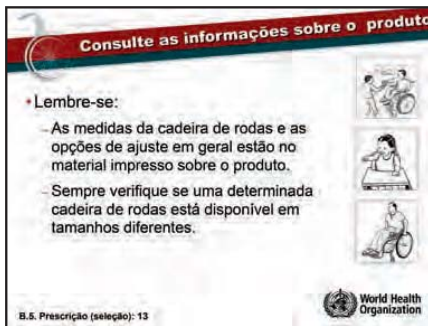 Consulte as informações sobre o produto
• Lembre-se:
– As medidas da cadeira de rodas e as
opções de ajuste em geral estão no
material impresso sobre o produto.
– Sempre verifique se uma determinada
cadeira de rodas está disponível em
tamanhos diferentes.
B.5. Prescrição (seleção): 13
World Health
Organization